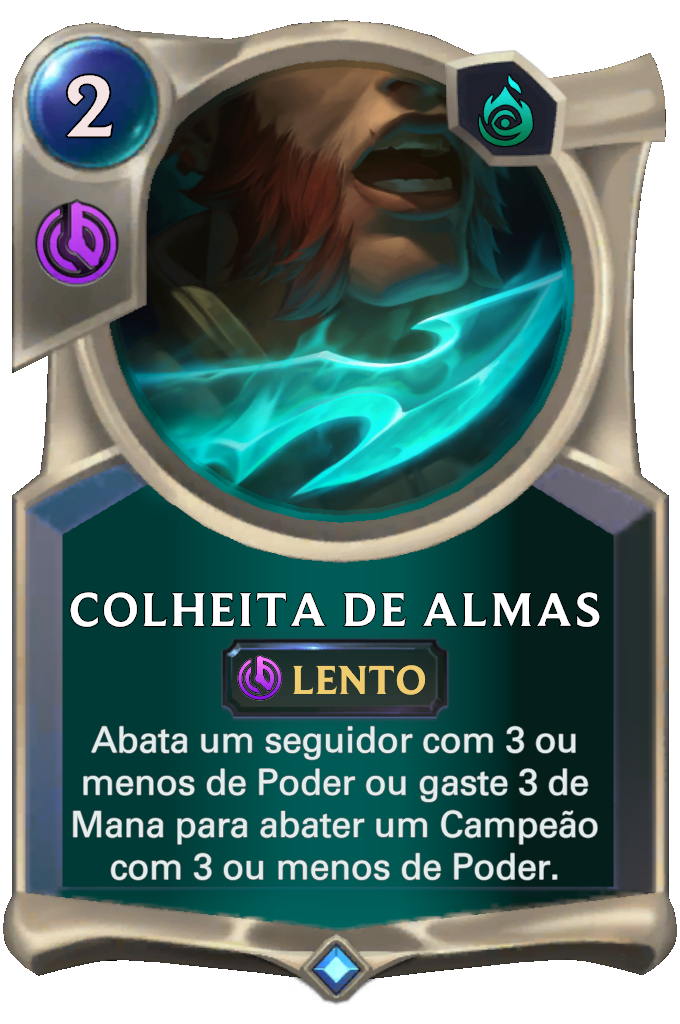 2
COLHEITA DE ALMAS
LENTO
Abata um seguidor com 3 ou
menos de Poder ou gaste 3 de
Mana para abater um Campeão
com 3 ou menos de Poder.